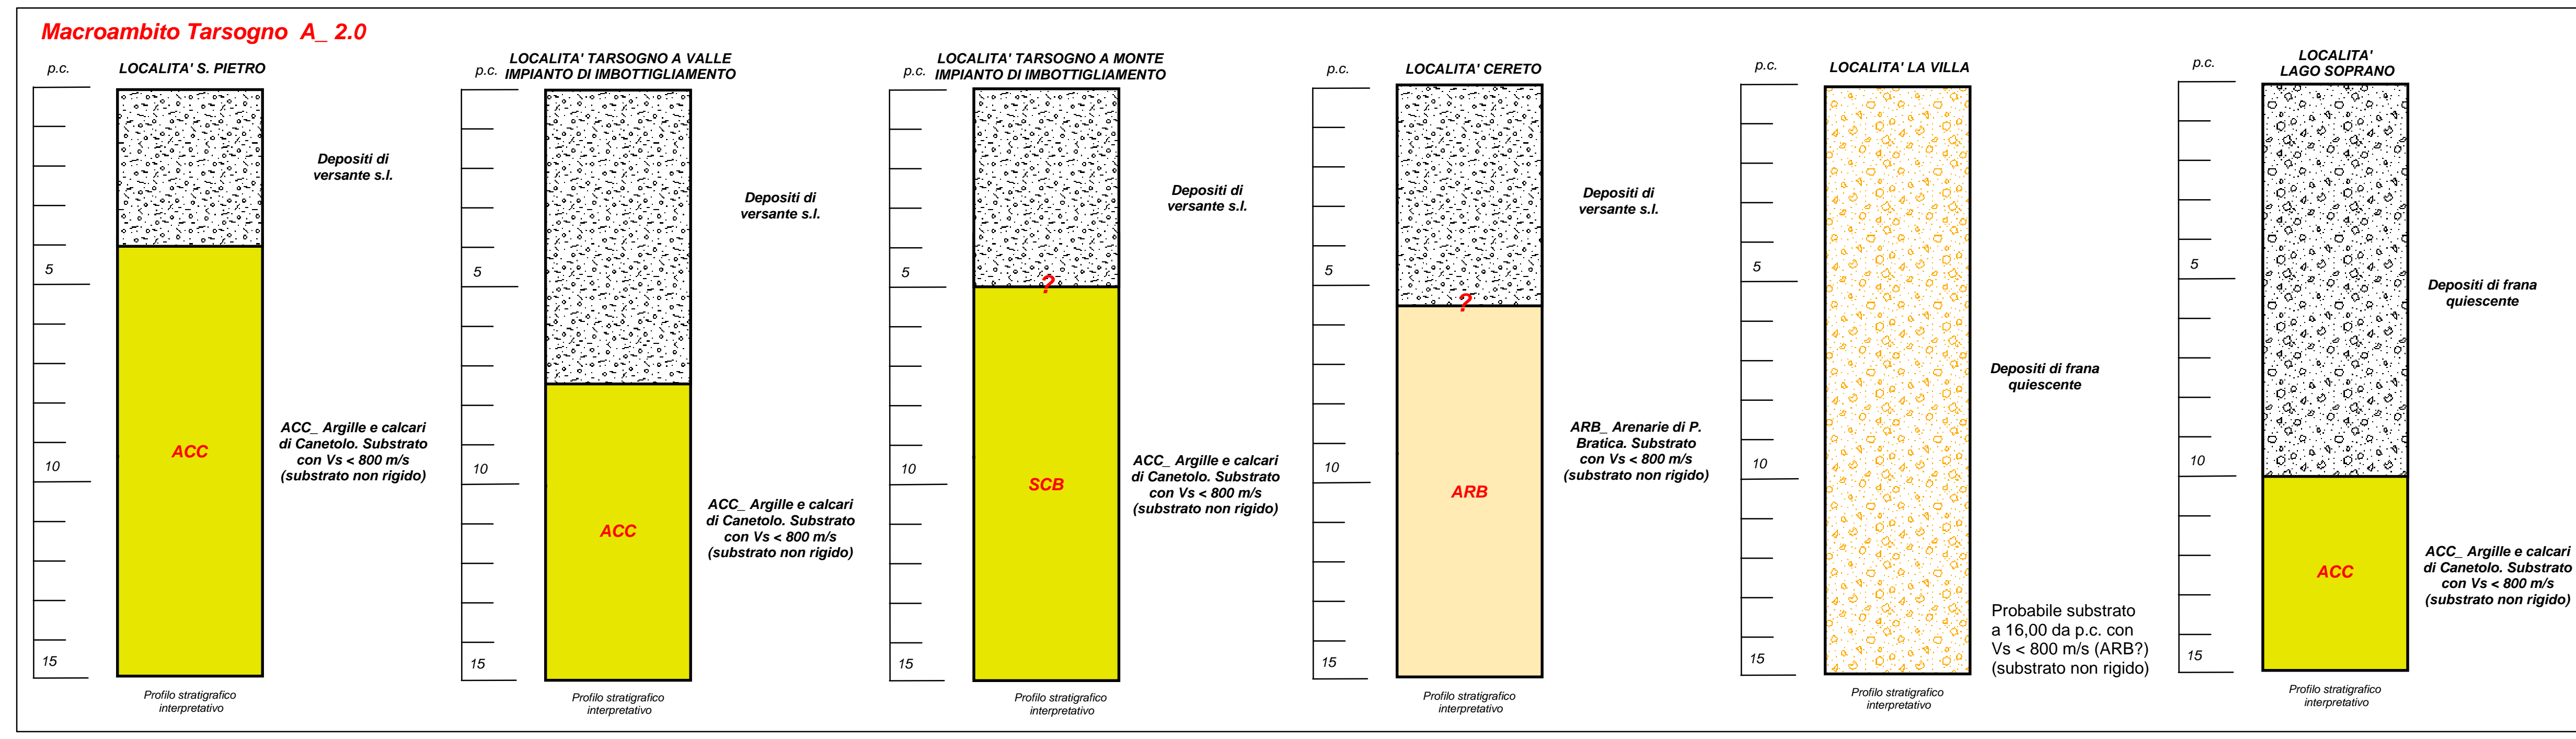 Macroambito Tarsogno A_ 2.0
p.c.
LOCALITA' S. PIETRO
5
10
15
ACC
Depositi di
versante s.l.
ACC_ Argille e calcari
di Canetolo. Substrato
con Vs < 800 m/s
(substrato non rigido)
Profilo stratigrafico
interpretativo
p.c.
LOCALITA' TARSOGNO A VALLE
IMPIANTO DI IMBOTTIGLIAMENTO
5
10
15
ACC
Depositi di
versante s.l.
ACC_ Argille e calcari
di Canetolo. Substrato
con Vs < 800 m/s
(substrato non rigido)
Profilo stratigrafico
interpretativo
p.c.
LOCALITA' TARSOGNO A MONTE
IMPIANTO DI IMBOTTIGLIAMENTO
5
10
15
?
SCB
Depositi di
versante s.l.
ACC_ Argille e calcari
di Canetolo. Substrato
con Vs < 800 m/s
(substrato non rigido)
Profilo stratigrafico
interpretativo
p.c.
LOCALITA' CERETO
5
10
15
?
ARB
Depositi di
versante s.l.
ARB_ Arenarie di P.
Bratica. Substrato
con Vs < 800 m/s
(substrato non rigido)
Profilo stratigrafico
interpretativo
p.c.
LOCALITA' LA VILLA
5
10
15
Depositi di frana
quiescente
Probabile substrato
a 16,00 da p.c. con
Vs < 800 m/s (ARB?)
(substrato non rigido)
Profilo stratigrafico
interpretativo
p.c.
LOCALITA'
LAGO SOPRANO
5
10
15
ACC
Depositi di frana
quiescente
ACC_ Argille e calcari
di Canetolo. Substrato
con Vs < 800 m/s
(substrato non rigido)
Profilo stratigrafico
interpretativo